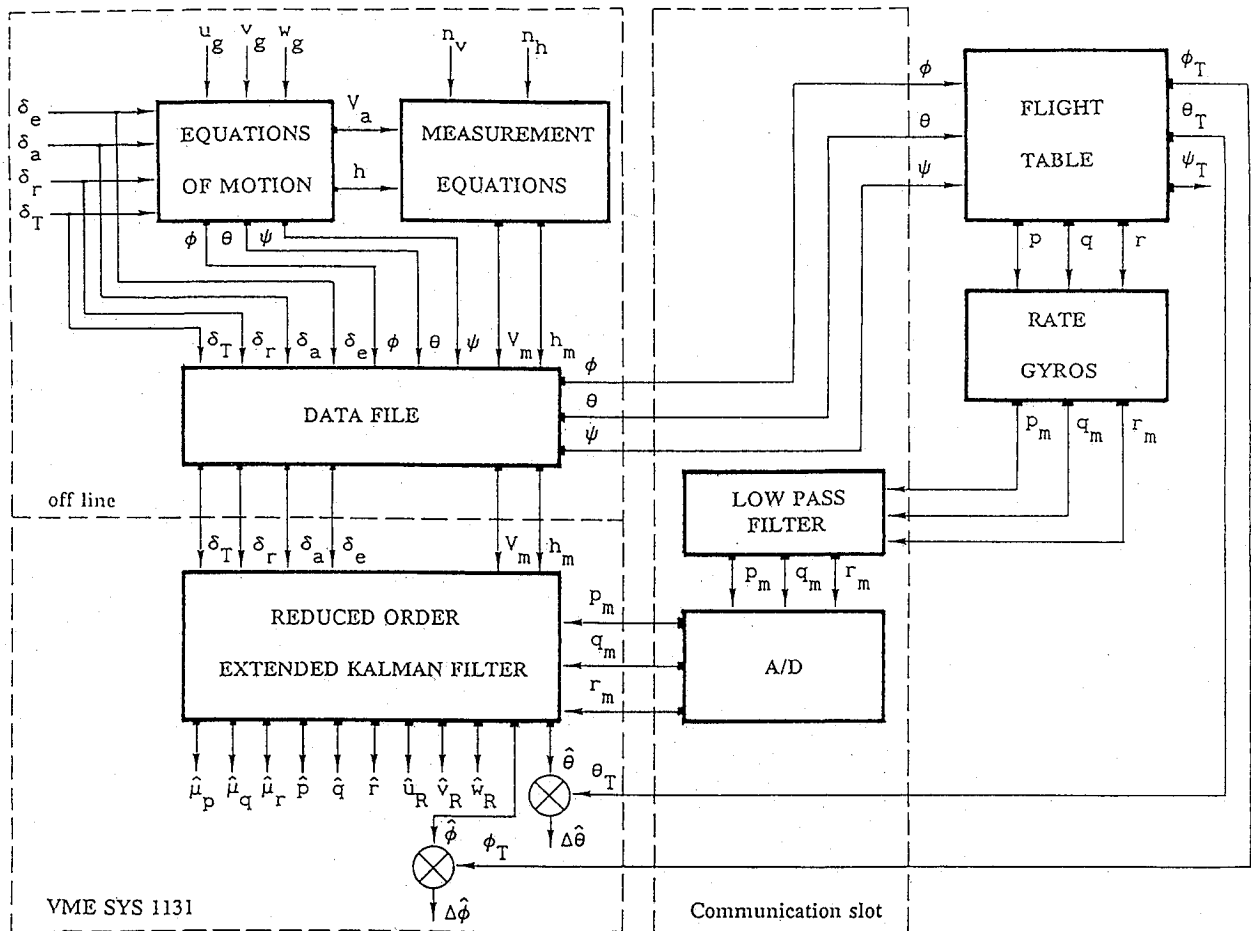 u_g v_g w_g n_v n_h
δ_e
δ_a
δ_r
δ_T
EQUATIONS
OF MOTION
V_a
h
MEASUREMENT
EQUATIONS
ϕ θ ψ
δ_T δ_r δ_a δ_e ϕ θ ψ V_m h_m
DATA FILE
ϕ
θ
ψ
off line
δ_T δ_r δ_a δ_e V_m h_m
REDUCED ORDER
EXTENDED KALMAN FILTER
p_m
q_m
r_m
μ̂_p μ̂_q μ̂_r p̂ q̂ r̂ û_R v̂_R ŵ_R
θ̂
θ_T
Δθ̂
ϕ̂
ϕ_T
Δϕ̂
VME SYS 1131
ϕ
θ
ψ
FLIGHT
TABLE
ϕ_T
θ_T
ψ_T
p q r
RATE
GYROS
p_m q_m r_m
LOW PASS
FILTER
p_m q_m r_m
A/D
Communication slot